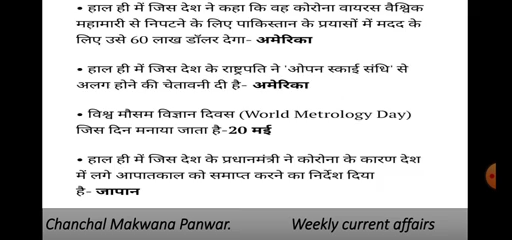 • हाल ही में जिस देश ने कहा कि वह कोरोना वायरस वैश्विक
महामारी से निपटने के लिए पाकिस्तान के प्रयासों में मदद के
लिए उसे 60 लाख डॉलर देगा- अमेरिका
• हाल ही में जिस देश के राष्ट्रपति ने 'ओपन स्काई संधि' से
अलग होने की चेतावनी दी है- अमेरिका
• विश्व मौसम विज्ञान दिवस (World Metrology Day)
जिस दिन मनाया जाता है-20 मई
• हाल ही में जिस देश के प्रधानमंत्री ने कोरोना के कारण देश
में लगे आपातकाल को समाप्त करने का निर्देश दिया
है- जापान
Chanchal Makwana Panwar. Weekly current affairs